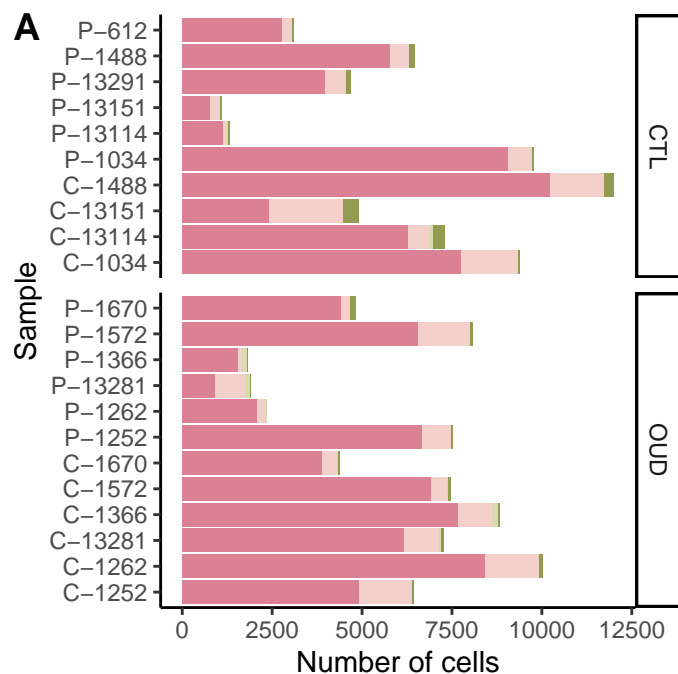 A
P−612
P−1488
P−13291
P−13151
P−13114
P−1034
C−1488
C−13151
C−13114
C−1034
CTL
P−1670
P−1572
P−1366
P−13281
P−1262
P−1252
C−1670
C−1572
C−1366
C−13281
C−1262
C−1252
OUD
Sample
0 2500 5000 7500 10000 12500
Number of cells